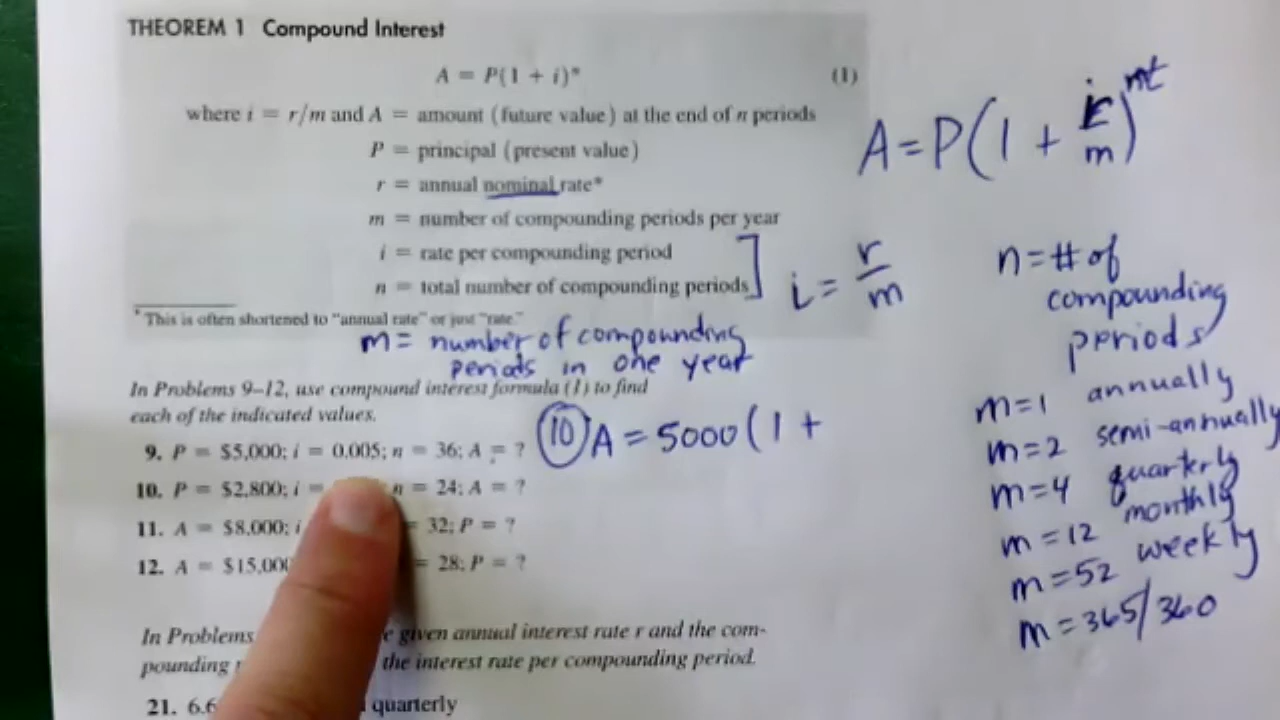 THEOREM 1 Compound Interest
A = P(1 + i)ⁿ (1)
where i = r/m and A = amount (future value) at the end of n periods
P = principal (present value)
r = annual nominal rate*
m = number of compounding periods per year
i = rate per compounding period
n = total number of compounding periods
*This is often shortened to "annual rate" or just "rate."
m = number of compounding
periods in one year
In Problems 9–12, use compound interest formula (1) to find
each of the indicated values.
9. P = $5,000; i = 0.005; n = 36; A = ?
10. P = $2,800; i = n = 24; A = ?
11. A = $8,000; i = 32; P = ?
12. A = $15,000 = 28; P = ?
In Problems given annual interest rate r and the com-
pounding the interest rate per compounding period.
21. 6.6 quarterly
10 A = 5000 (1 +
A = P(1 + r/m)^mt
i = r/m
n = # of
compounding
periods
m = 1 annually
m = 2 semi-annually
m = 4 quarterly
m = 12 monthly
m = 52 weekly
m = 365/360